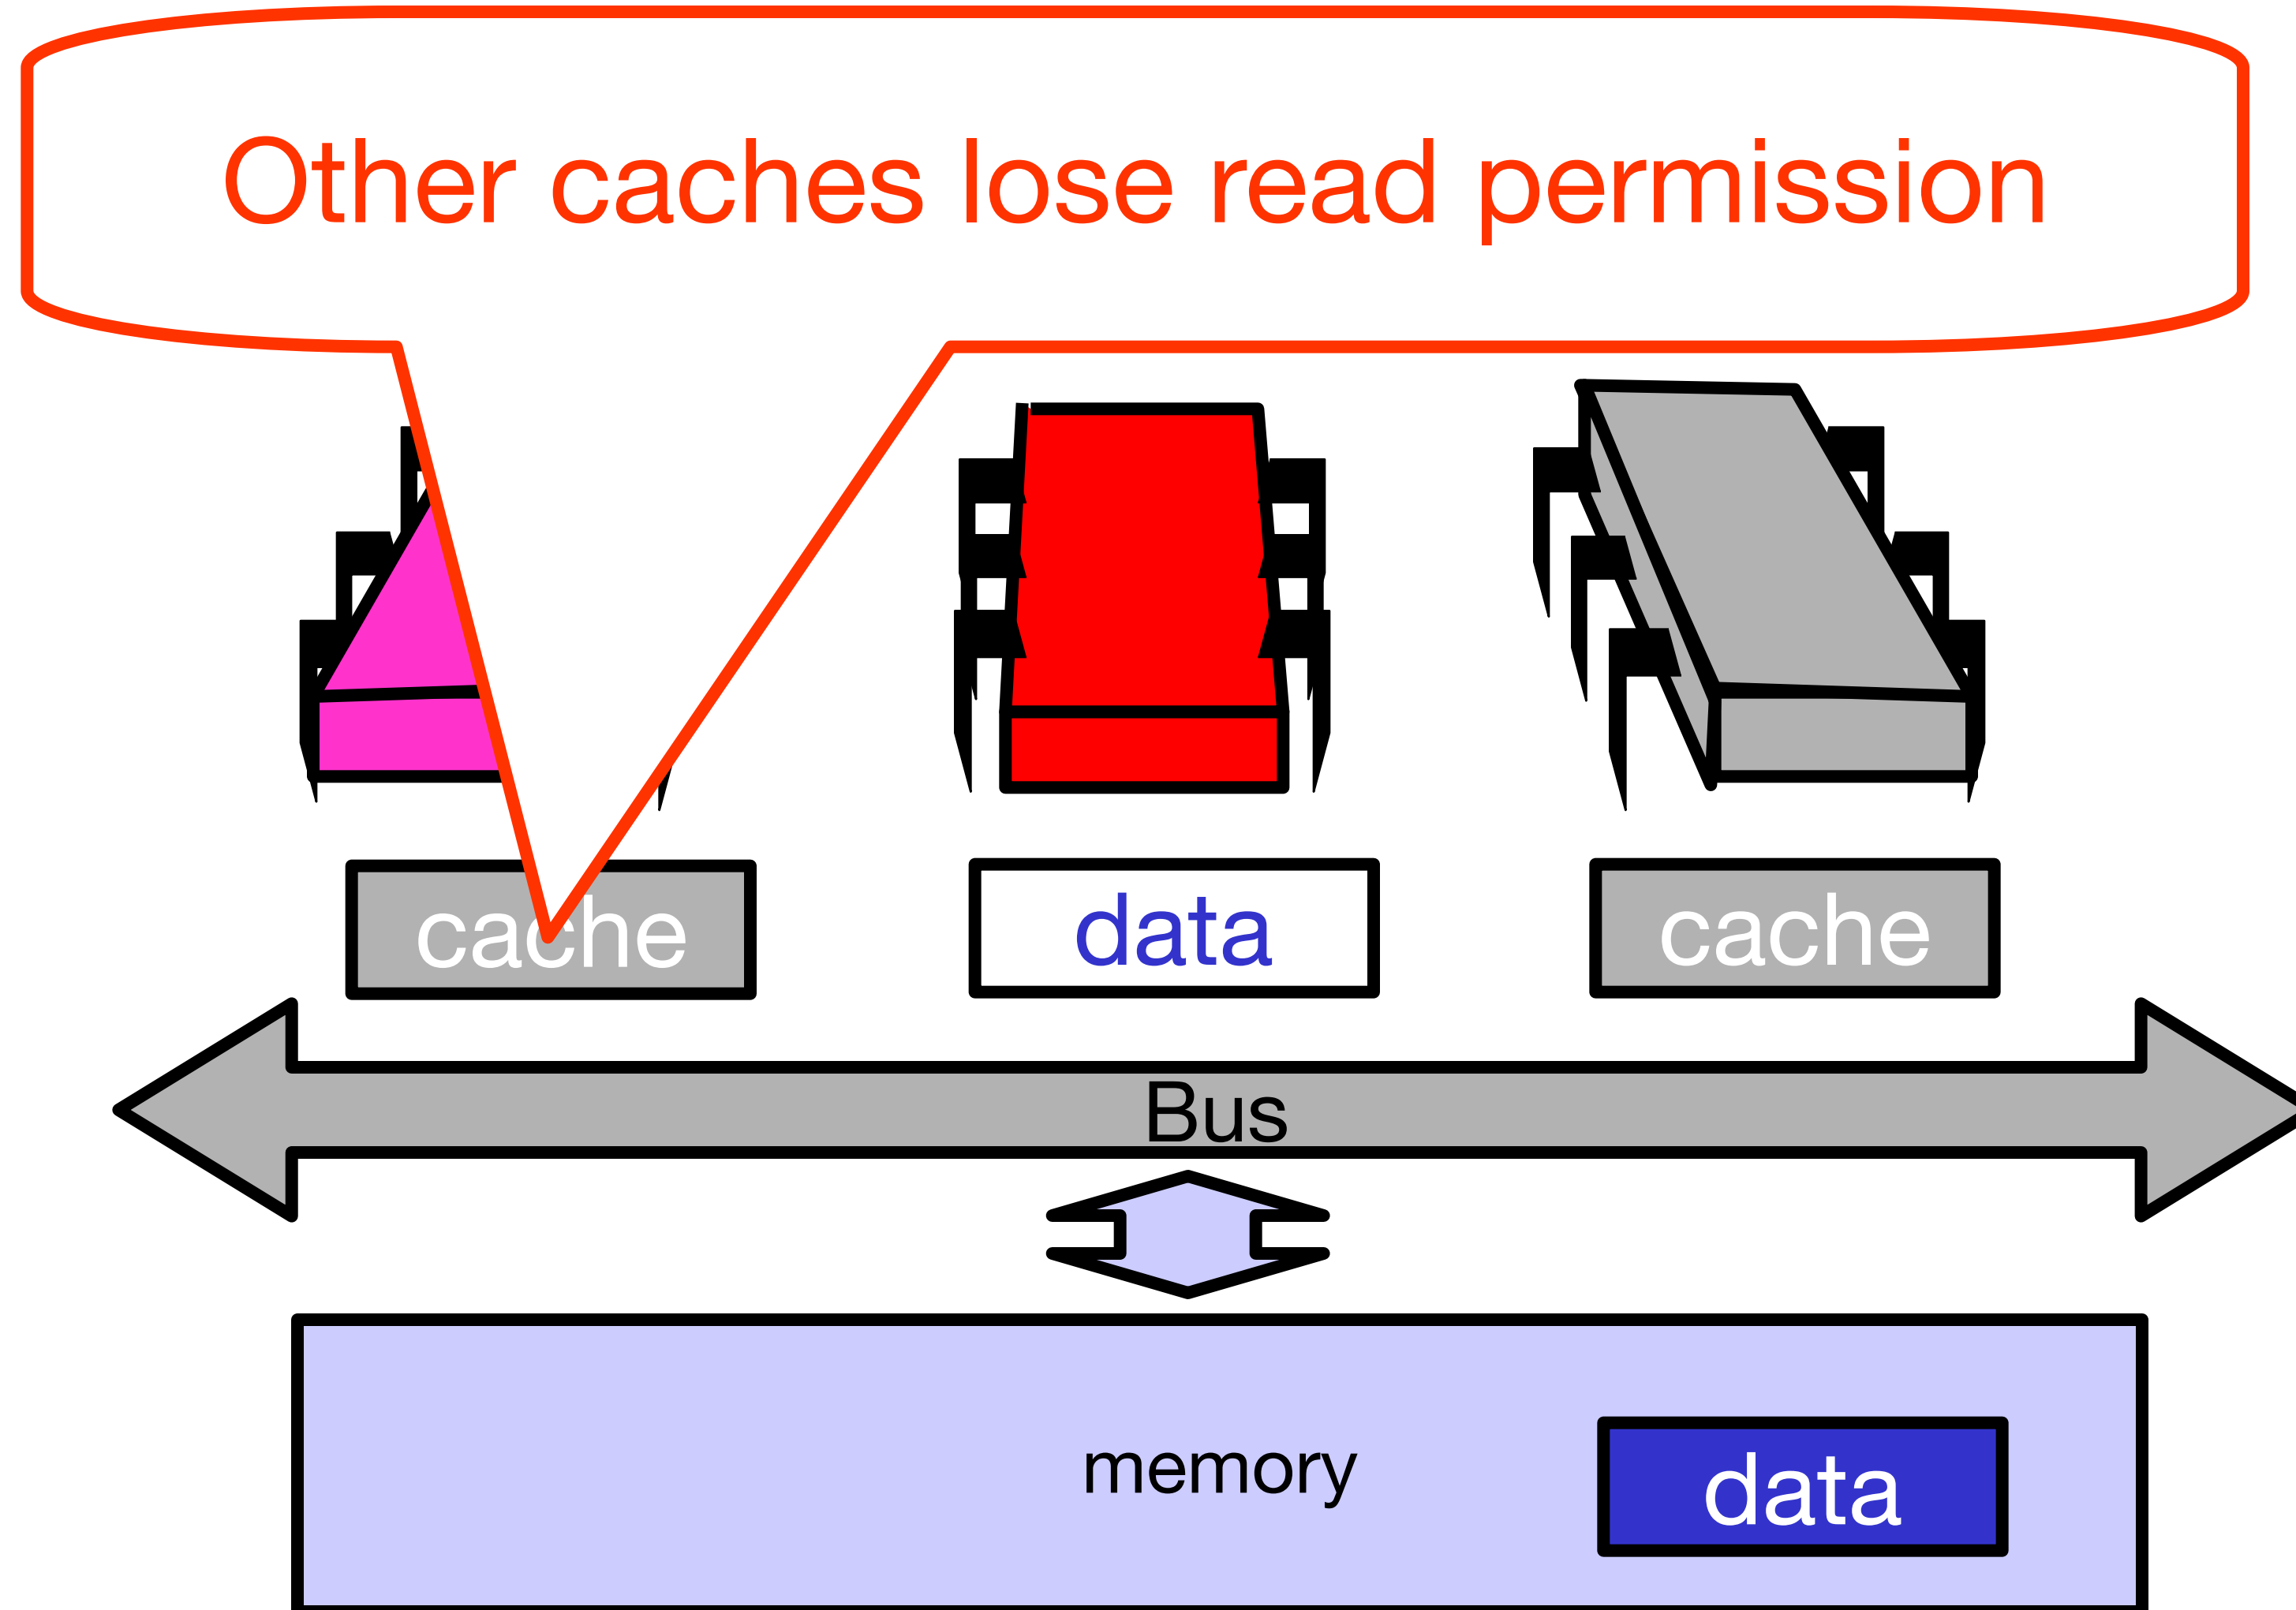 Other caches lose read permission
cache
data
cache
Bus
memory
data